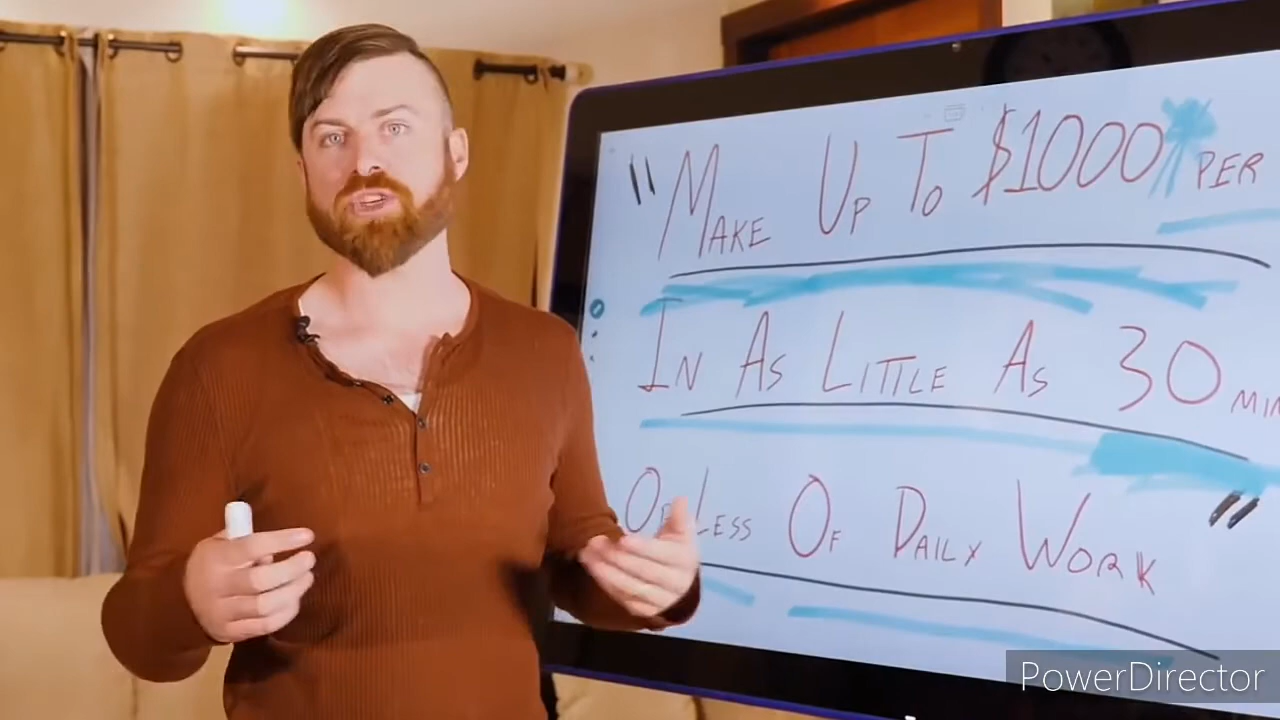 "Make Up To $1000* PER
In As Little As 30 MIN
Or Less Of Daily Work"
PowerDirector